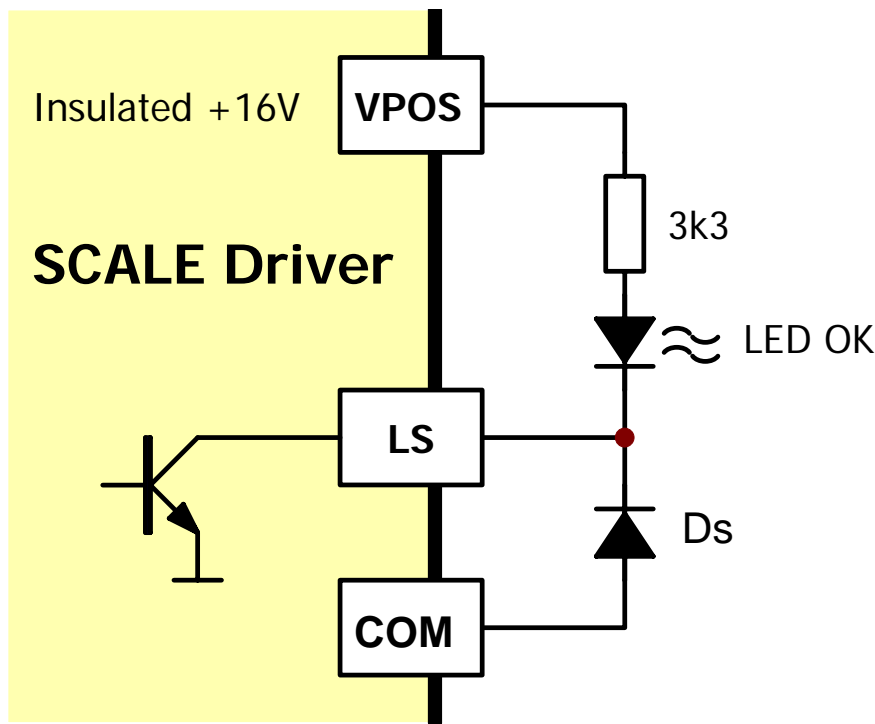 Insulated +16V
VPOS
3k3
SCALE Driver
LED OK
LS
Ds
COM